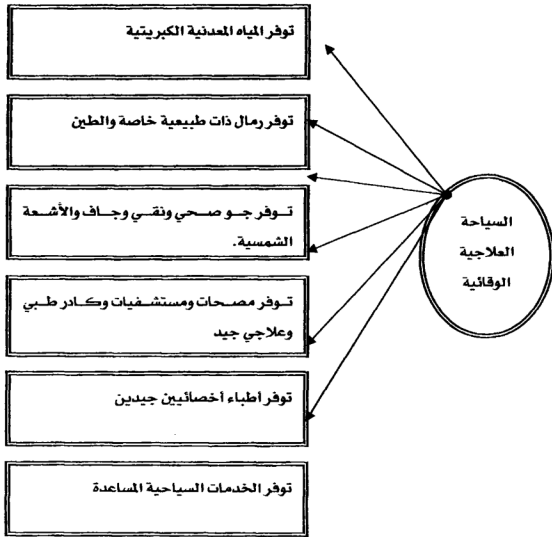 توفر المياه المعدنية الكبريتية
توفر رمال ذات طبيعية خاصة والطين
توفر جو صحي ونقي وجاف والأشعة
الشمسية.
توفر مصحات ومستشفيات وكادر طبي
وعلاجي جيد
توفر أطباء أخصائيين جيدين
توفر الخدمات السياحية المساعدة
السياحة
العلاجية
الوقائية